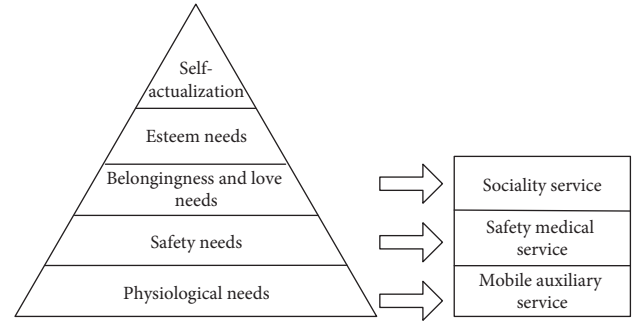 Self-
actualization
Esteem needs
Belongingness and love
needs
Safety needs
Physiological needs
Sociality service
Safety medical
service
Mobile auxiliary
service